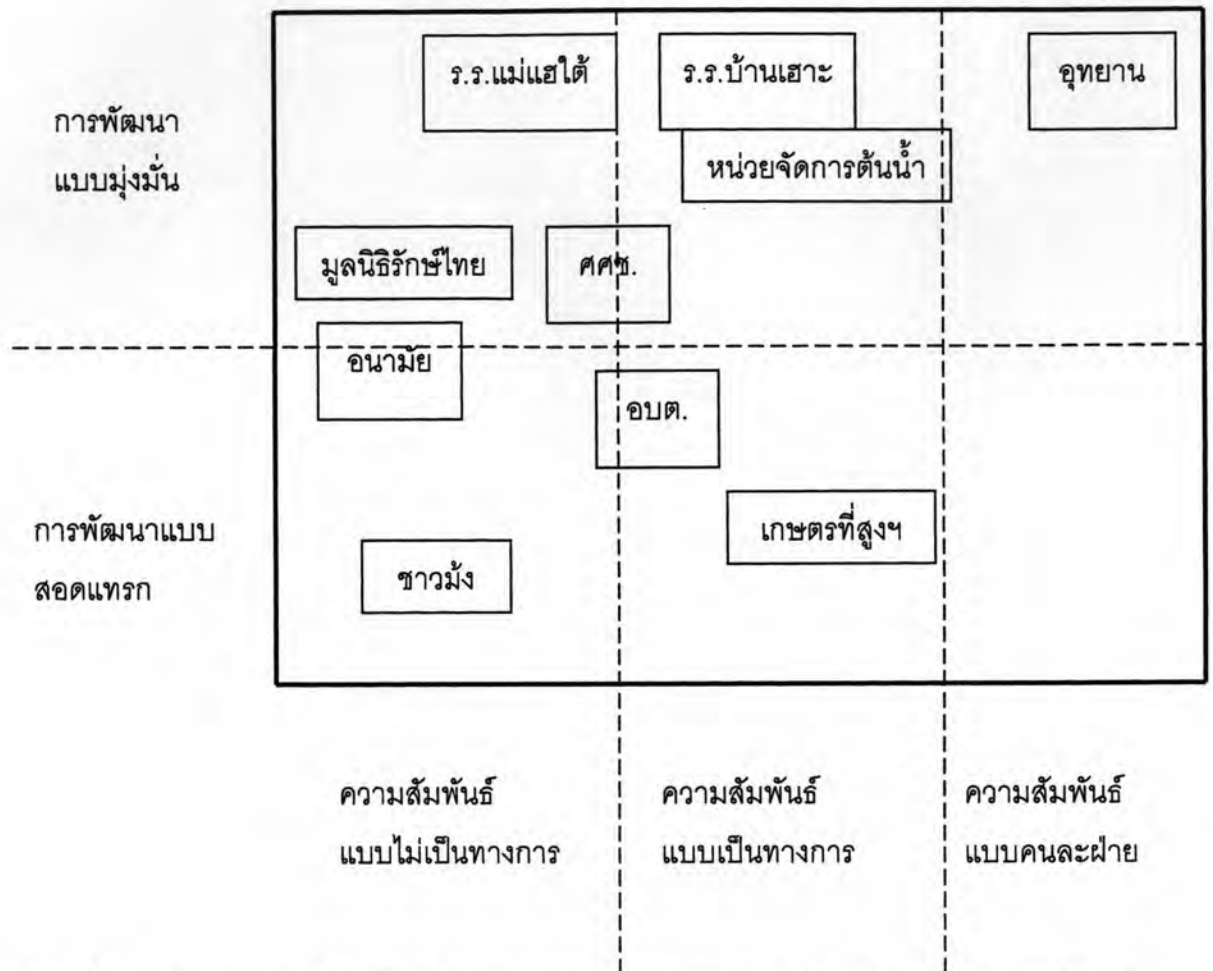 ร.ร.แม่แฮใต้
ร.ร.บ้านเฮาะ
อุทยาน
การพัฒนา
แบบมุ่งมั่น
หน่วยจัดการต้นน้ำ
มูลนิธิรักษ์ไทย
ศศช.
อนามัย
อบต.
การพัฒนาแบบ
สอดแทรก
เกษตรที่สูงฯ
ชาวม้ง
ความสัมพันธ์
แบบไม่เป็นทางการ
ความสัมพันธ์
แบบเป็นทางการ
ความสัมพันธ์
แบบคนละฝ่าย